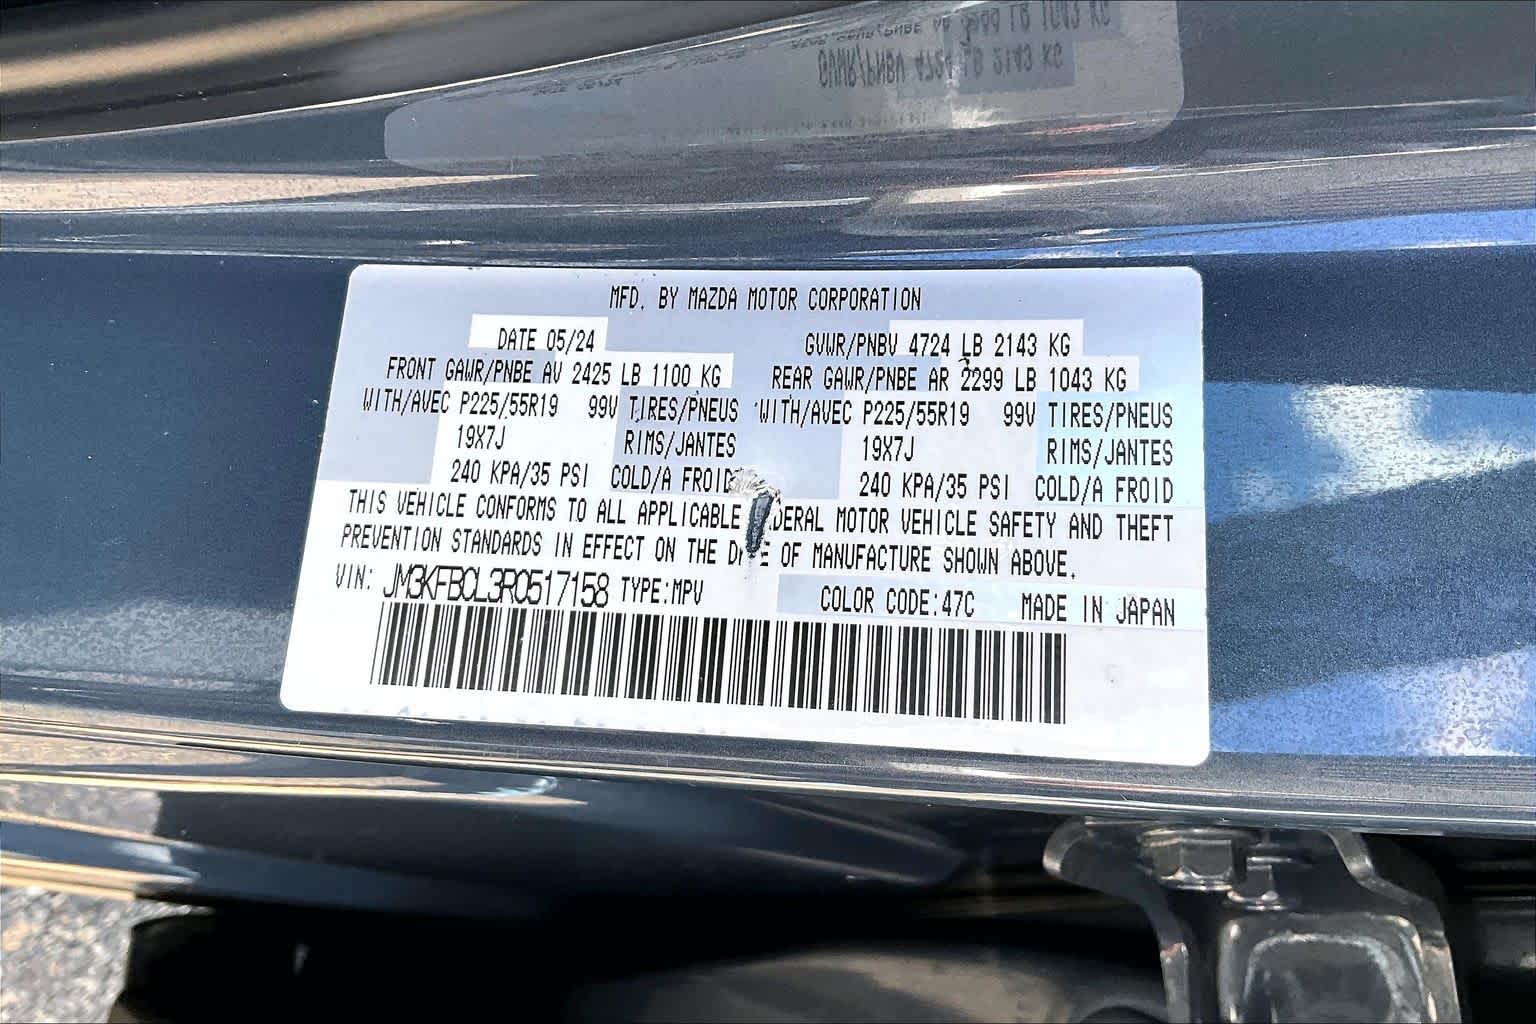 MFD. BY MAZDA MOTOR CORPORATION
DATE 05/24 GVWR/PNBV 4724 LB 2143 KG
FRONT GAWR/PNBE AV 2425 LB 1100 KG REAR GAWR/PNBE AR 2299 LB 1043 KG
WITH/AVEC P225/55R19 99V TIRES/PNEUS WITH/AVEC P225/55R19 99V TIRES/PNEUS
19X7J RIMS/JANTES 19X7J RIMS/JANTES
240 KPA/35 PSI COLD/A FROID 240 KPA/35 PSI COLD/A FROID
THIS VEHICLE CONFORMS TO ALL APPLICABLE DERAL MOTOR VEHICLE SAFETY AND THEFT
PREVENTION STANDARDS IN EFFECT ON THE DATE OF MANUFACTURE SHOWN ABOVE.
VIN: JM3KFBCL3R0517158 TYPE:MPV COLOR CODE:47C MADE IN JAPAN